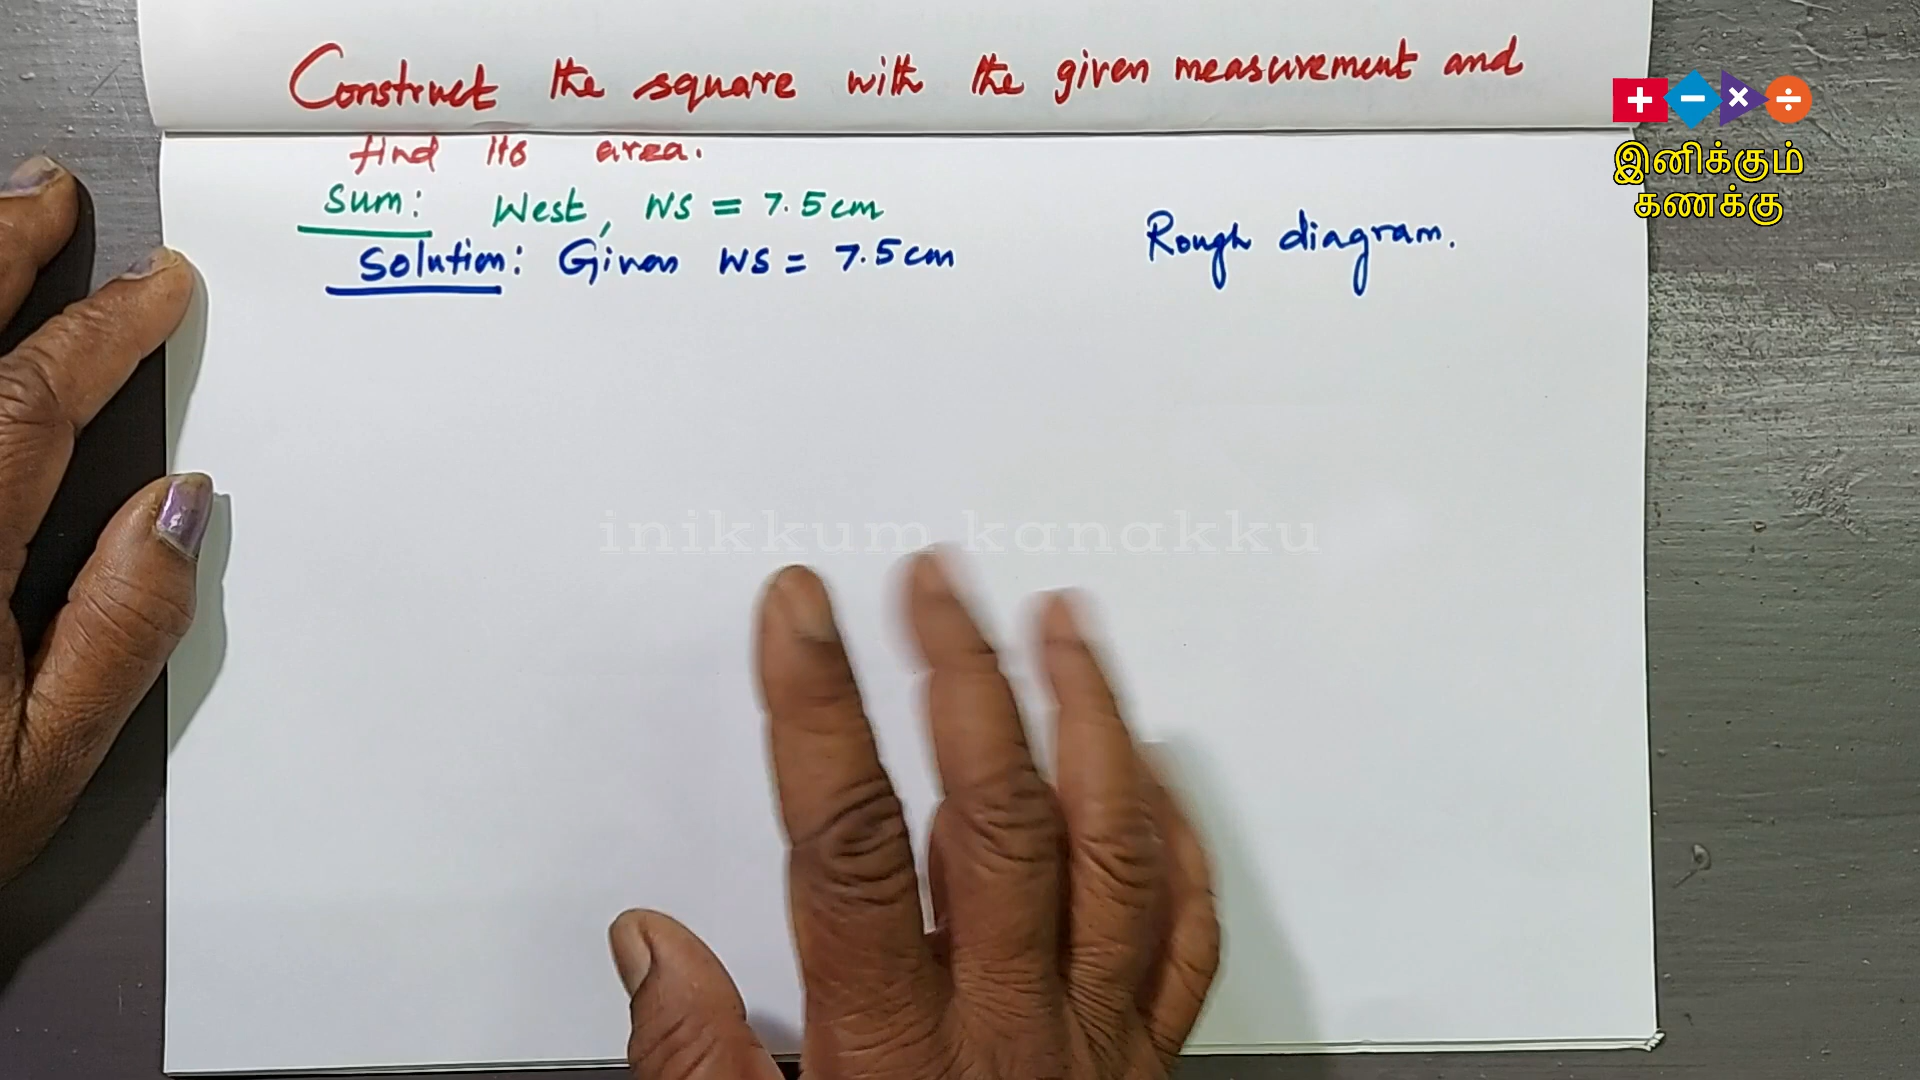 Construct the square with the given measurement and
find its area.
Sum: West, WS = 7.5cm
Solution: Given WS = 7.5cm
Rough diagram.
+ - × ÷
இனிக்கும்
கணக்கு
inikkum kanakku